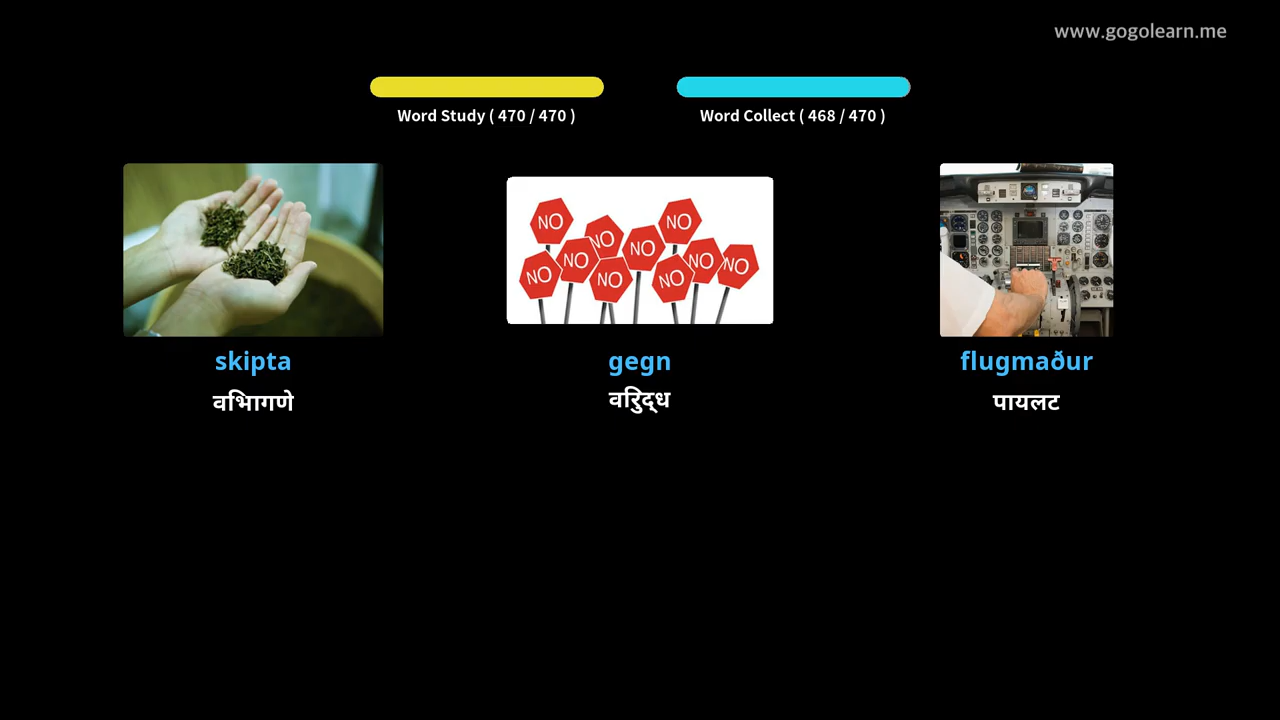 www.gogolearn.me
Word Study ( 470 / 470 )
Word Collect ( 468 / 470 )
NO NO
NO NO NO NO NO
NO NO NO
skipta
वभिागणे
gegn
वरिुद्ध
flugmaður
पायलट